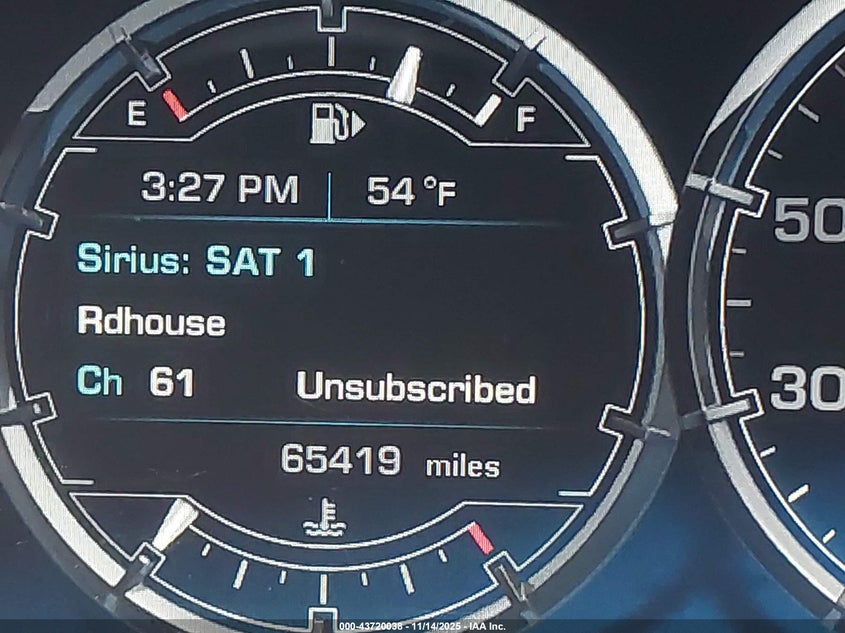 E F
3:27 PM 54 °F
Sirius: SAT 1
Rdhouse
Ch 61 Unsubscribed
65419 miles
50
30
000-43720038 - 11/14/2025 - IAA Inc.